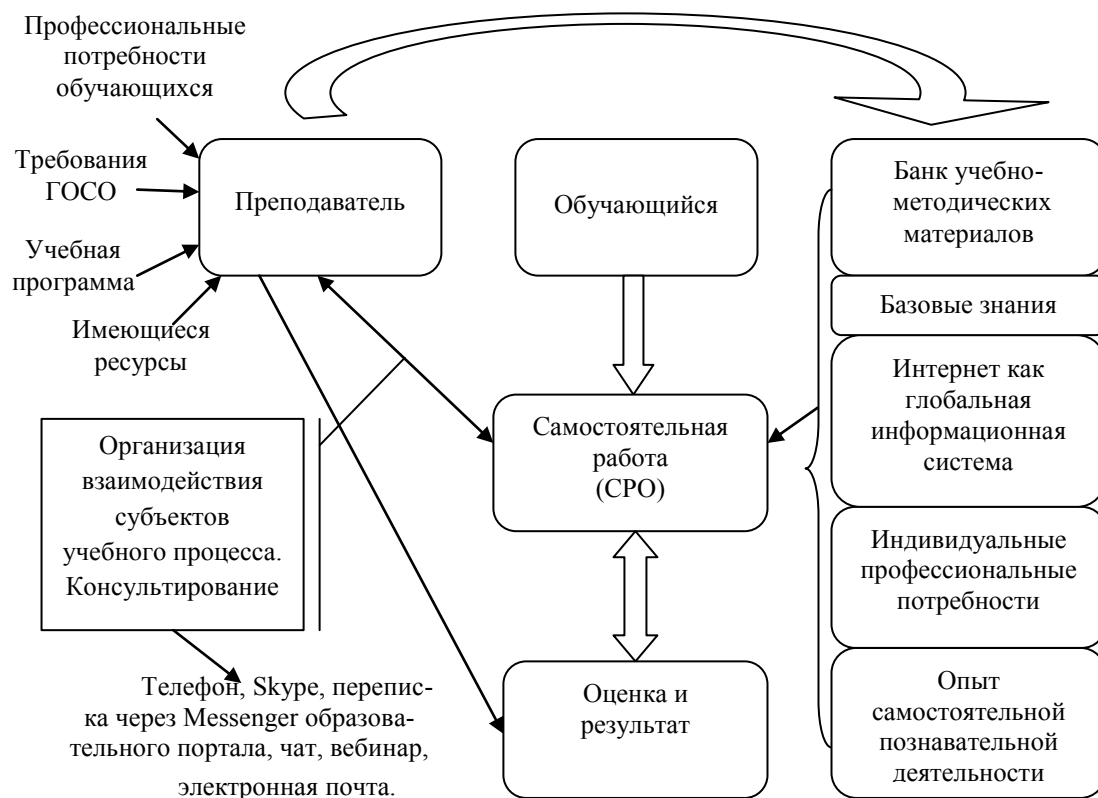 Профессиональные
потребности
обучающихся
Требования
ГОСО
Учебная
программа
Имеющиеся
ресурсы
Преподаватель
Обучающийся
Банк учебно-
методических
материалов
Базовые знания
Интернет как
глобальная
информационная
система
Индивидуальные
профессиональные
потребности
Опыт
самостоятельной
познавательной
деятельности
Самостоятельная
работа
(СРО)
Организация
взаимодействия
субъектов
учебного процесса.
Консультирование
Телефон, Skype, перепис-
ка через Messenger образова-
тельного портала, чат, вебинар,
электронная почта.
Оценка и
результат